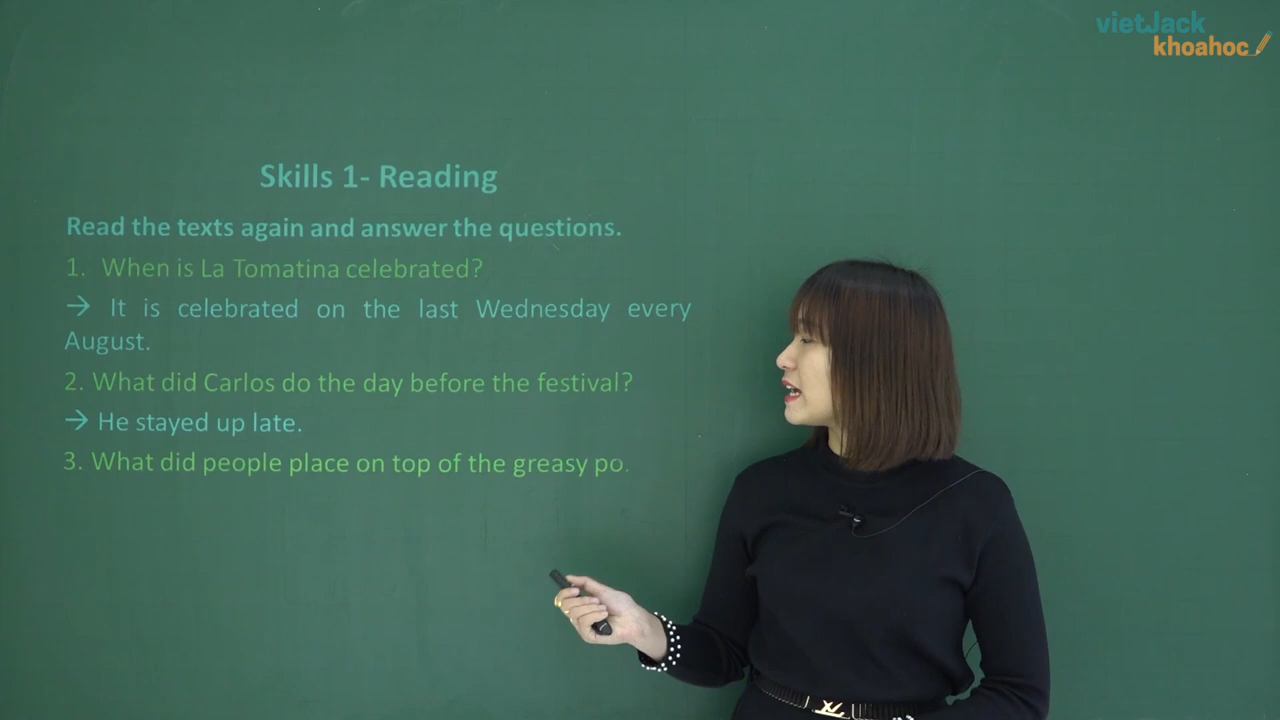 vietJack
khoahoc
Skills 1- Reading
Read the texts again and answer the questions.
1. When is La Tomatina celebrated?
→ It is celebrated on the last Wednesday every
August.
2. What did Carlos do the day before the festival?
→ He stayed up late.
3. What did people place on top of the greasy po